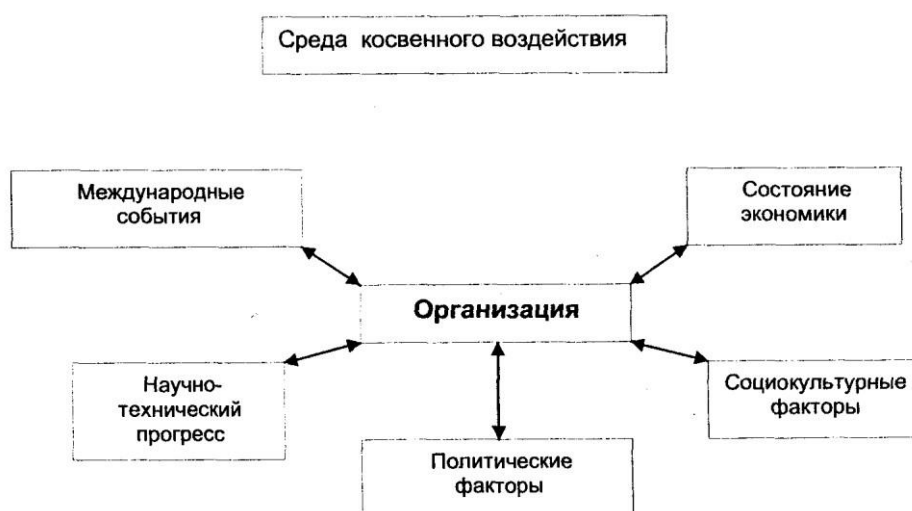 Среда косвенного воздействия
Международные
события
Состояние
экономики
Организация
Научно-
технический
прогресс
Социокультурные
факторы
Политические
факторы